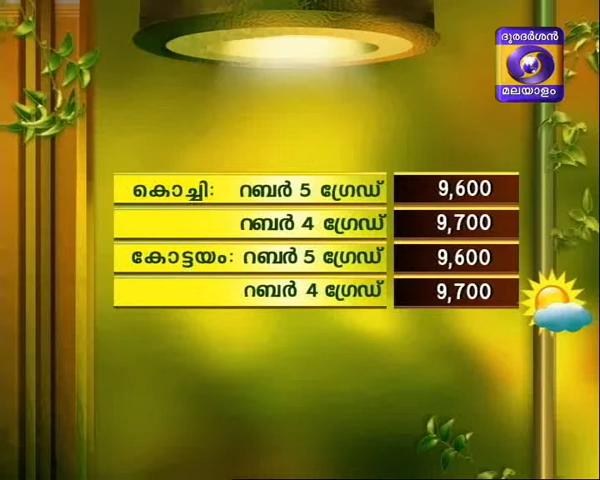 ദൂരദർശൻ
മലയാളം
കൊച്ചി: റബർ 5 ഗ്രേഡ് 9,600
റബർ 4 ഗ്രേഡ് 9,700
കോട്ടയം: റബർ 5 ഗ്രേഡ് 9,600
റബർ 4 ഗ്രേഡ് 9,700